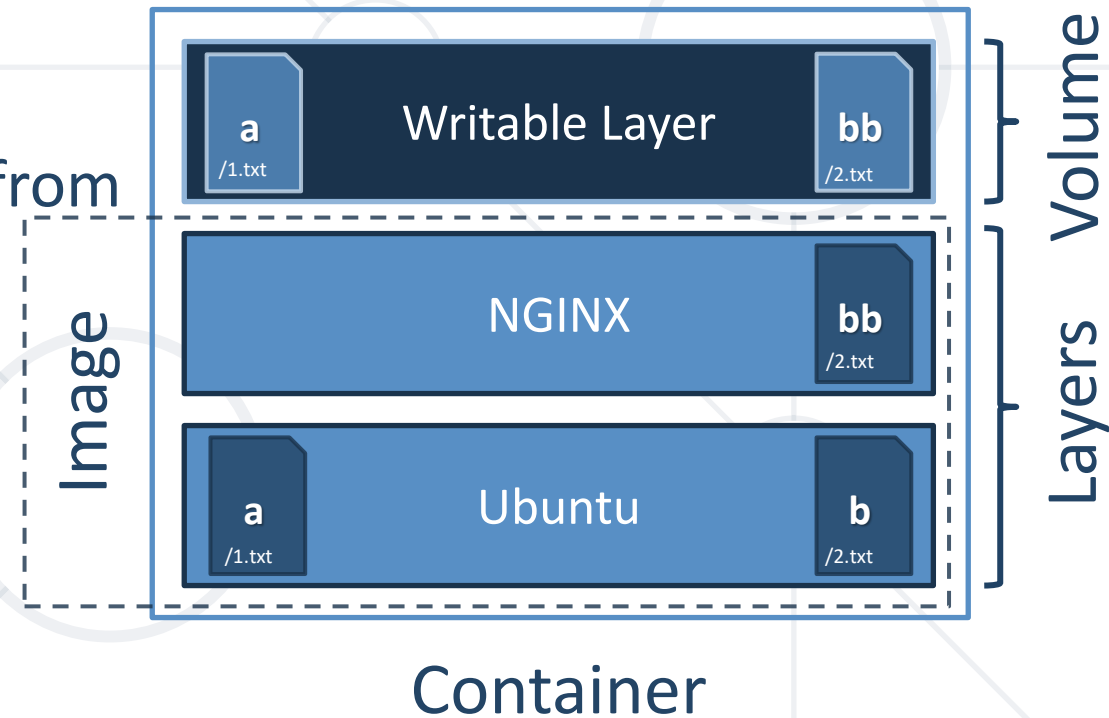 a
/1.txt
Writable Layer
bb
/2.txt
Volume
from
Image
NGINX
bb
/2.txt
Layers
a
/1.txt
Ubuntu
b
/2.txt
Container